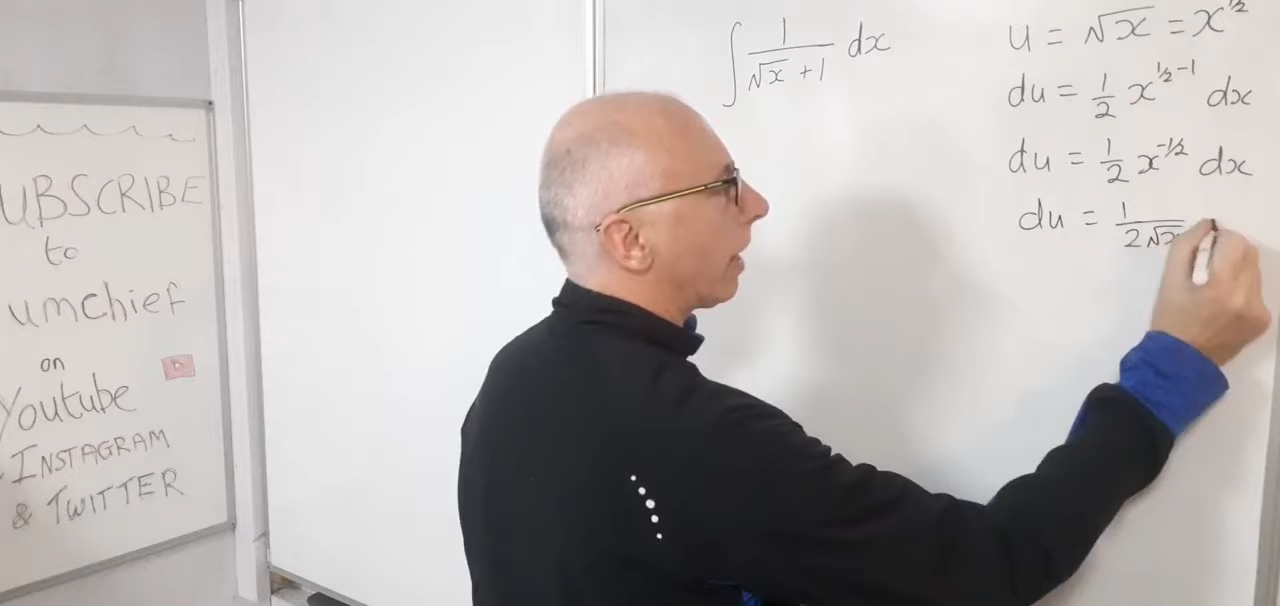 UBSCRIBE
to
umchief
on
Youtube
INSTAGRAM
& TWITTER
∫ 1/(√x + 1) dx
u = √x = x^½
du = 1/2 x^(½-1) dx
du = 1/2 x^(-½) dx
du = 1/(2√x)